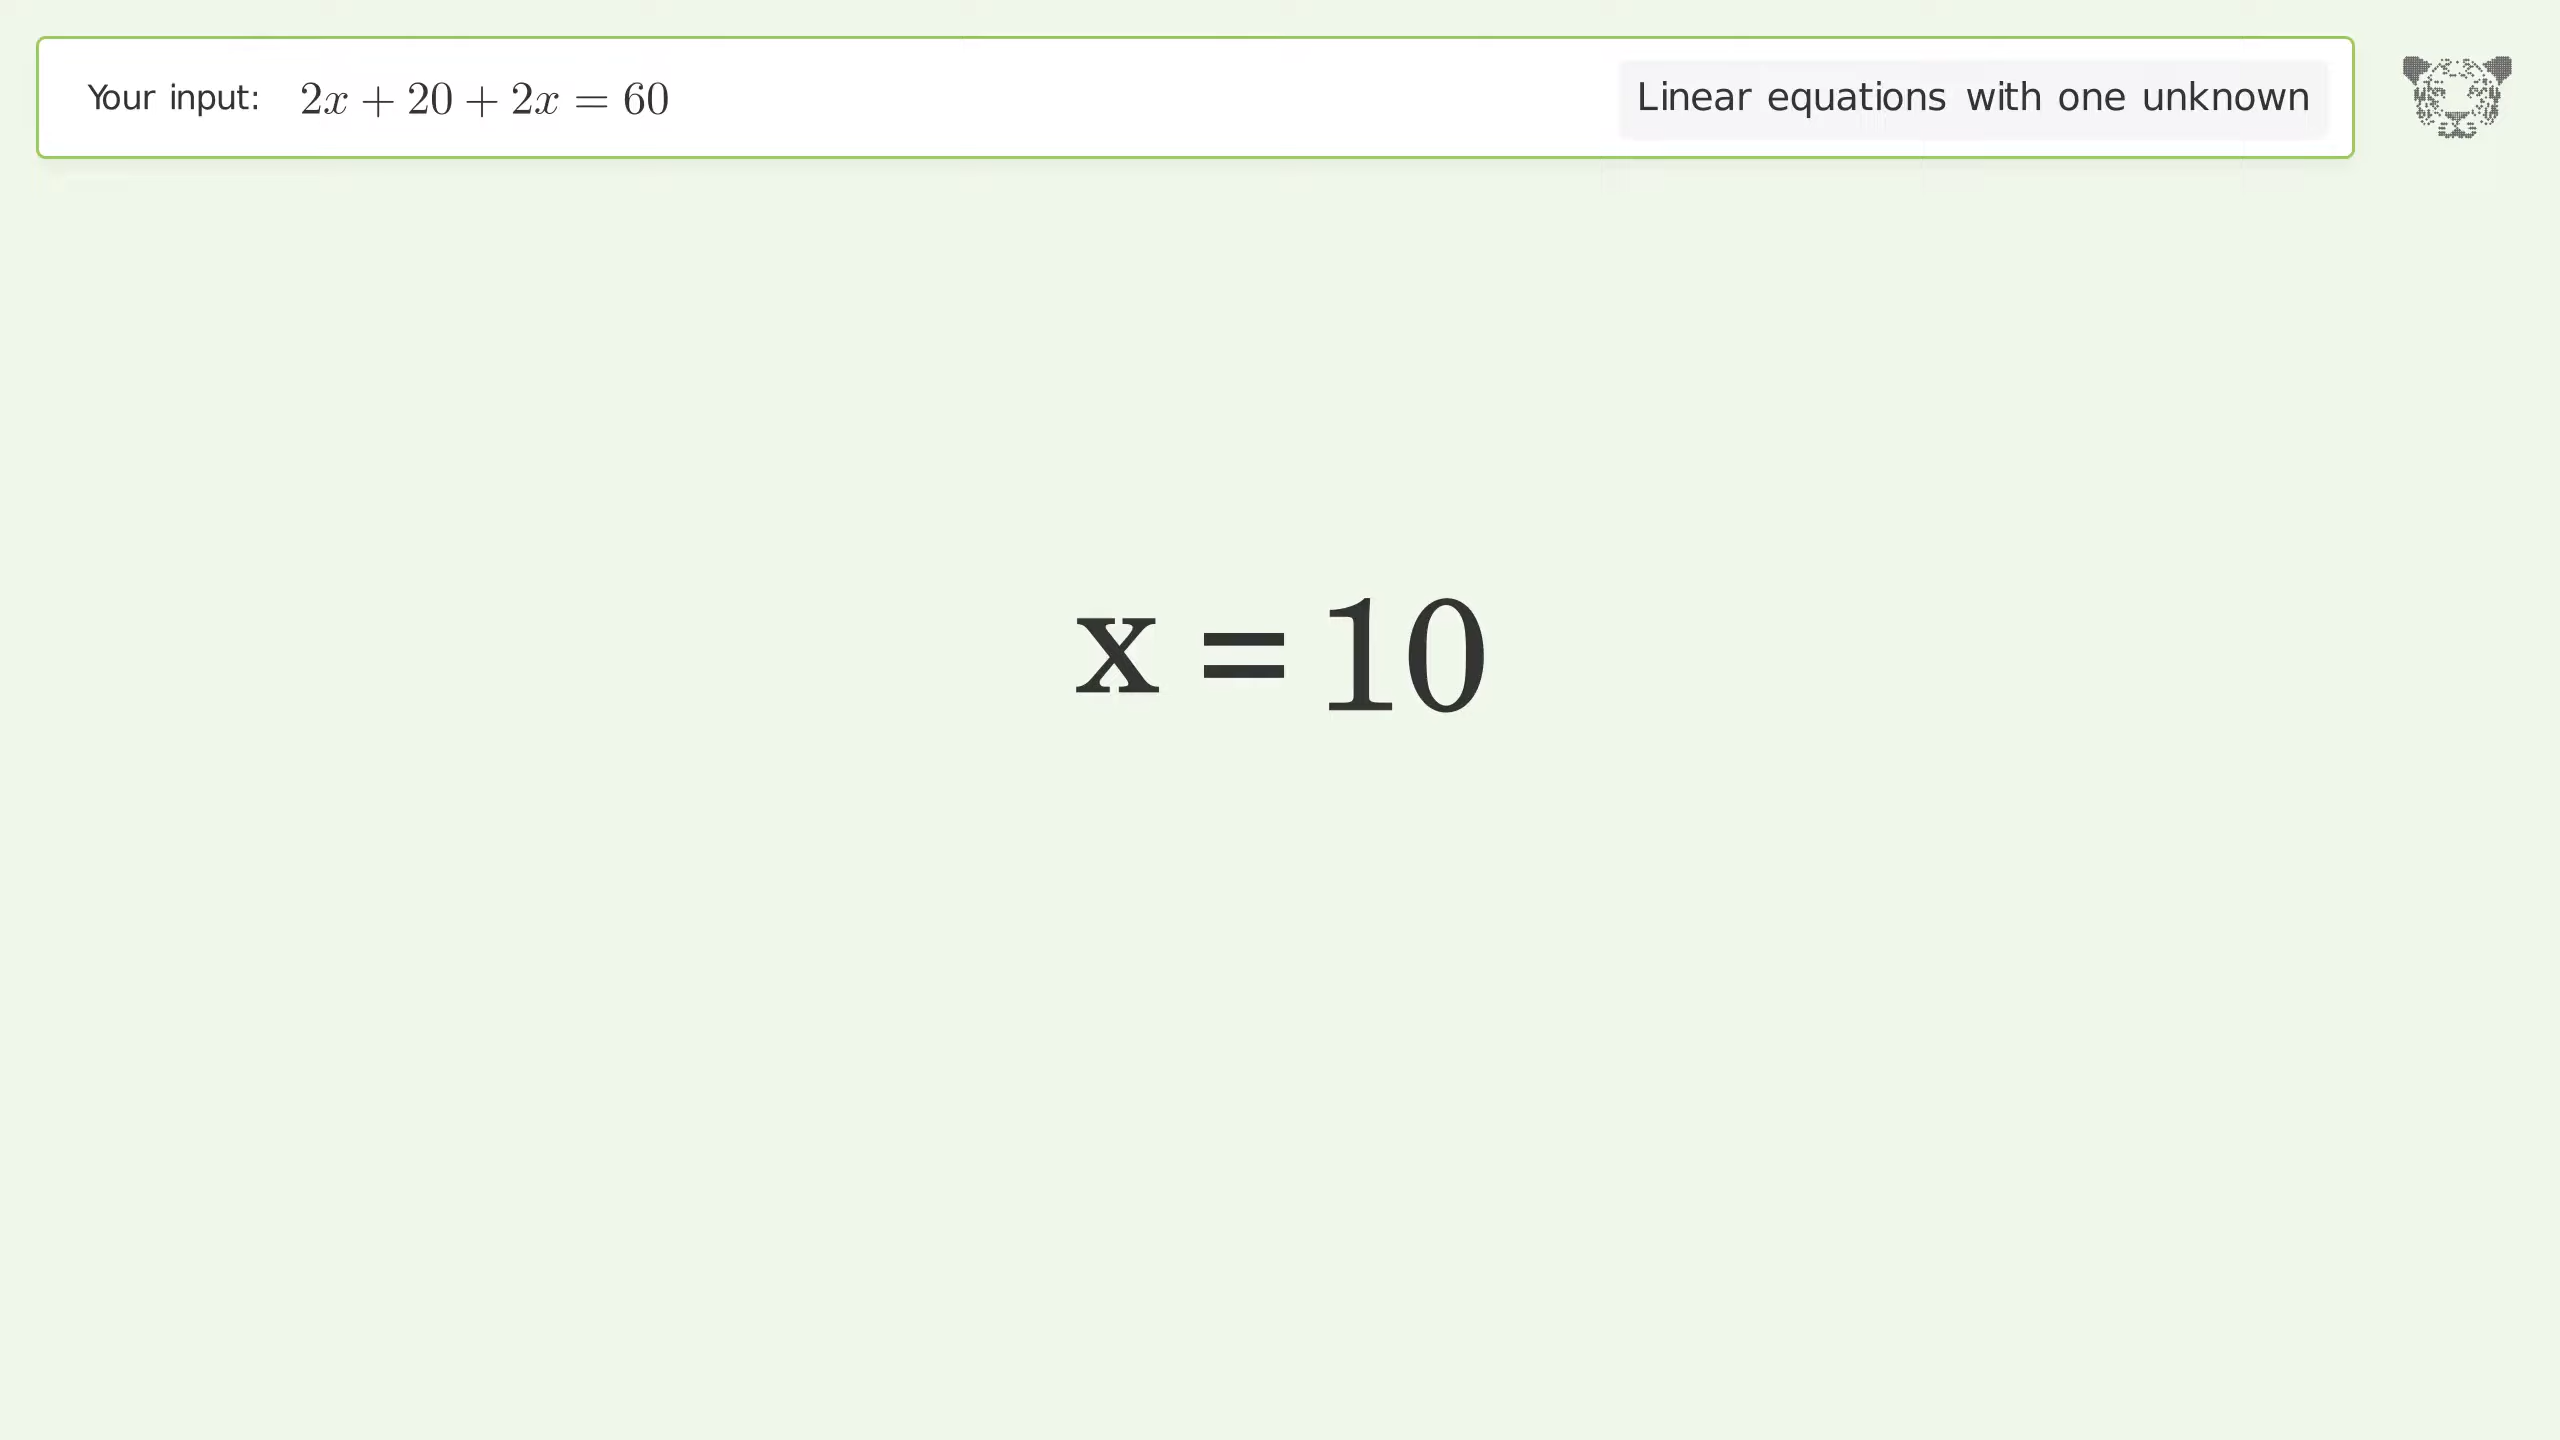 Your input: 2x + 20 + 2x = 60
Linear equations with one unknown
x = 10